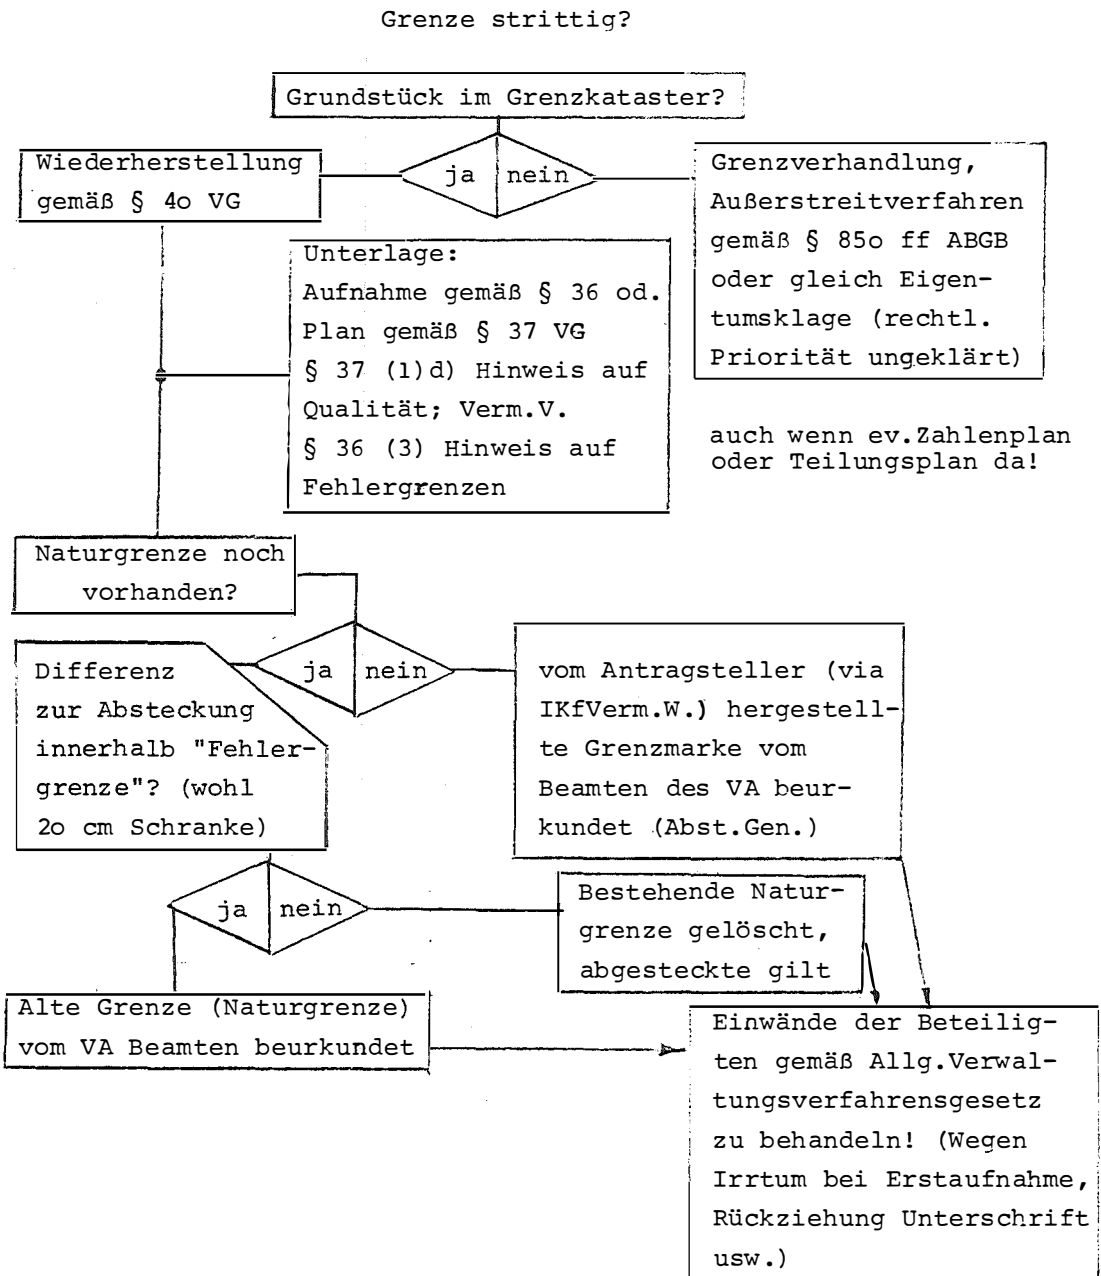 Grenze strittig?
Grundstück im Grenzkataster?
ja nein
Wiederherstellung
gemäß § 4o VG
Grenzverhandlung,
Außerstreitverfahren
gemäß § 85o ff ABGB
oder gleich Eigen-
tumsklage (rechtl.
Priorität ungeklärt)
auch wenn ev.Zahlenplan
oder Teilungsplan da!
Unterlage:
Aufnahme gemäß § 36 od.
Plan gemäß § 37 VG
§ 37 (1)d) Hinweis auf
Qualität; Verm.V.
§ 36 (3) Hinweis auf
Fehlergrenzen
Naturgrenze noch
vorhanden?
ja nein
Differenz
zur Absteckung
innerhalb "Fehler-
grenze"? (wohl
2o cm Schranke)
vom Antragsteller (via
IKfVerm.W.) hergestell-
te Grenzmarke vom
Beamten des VA beur-
kundet (Abst.Gen.)
ja nein
Bestehende Natur-
grenze gelöscht,
abgesteckte gilt
Alte Grenze (Naturgrenze)
vom VA Beamten beurkundet
Einwände der Beteilig-
ten gemäß Allg.Verwal-
tungsverfahrensgesetz
zu behandeln! (Wegen
Irrtum bei Erstaufnahme,
Rückziehung Unterschrift
usw.)